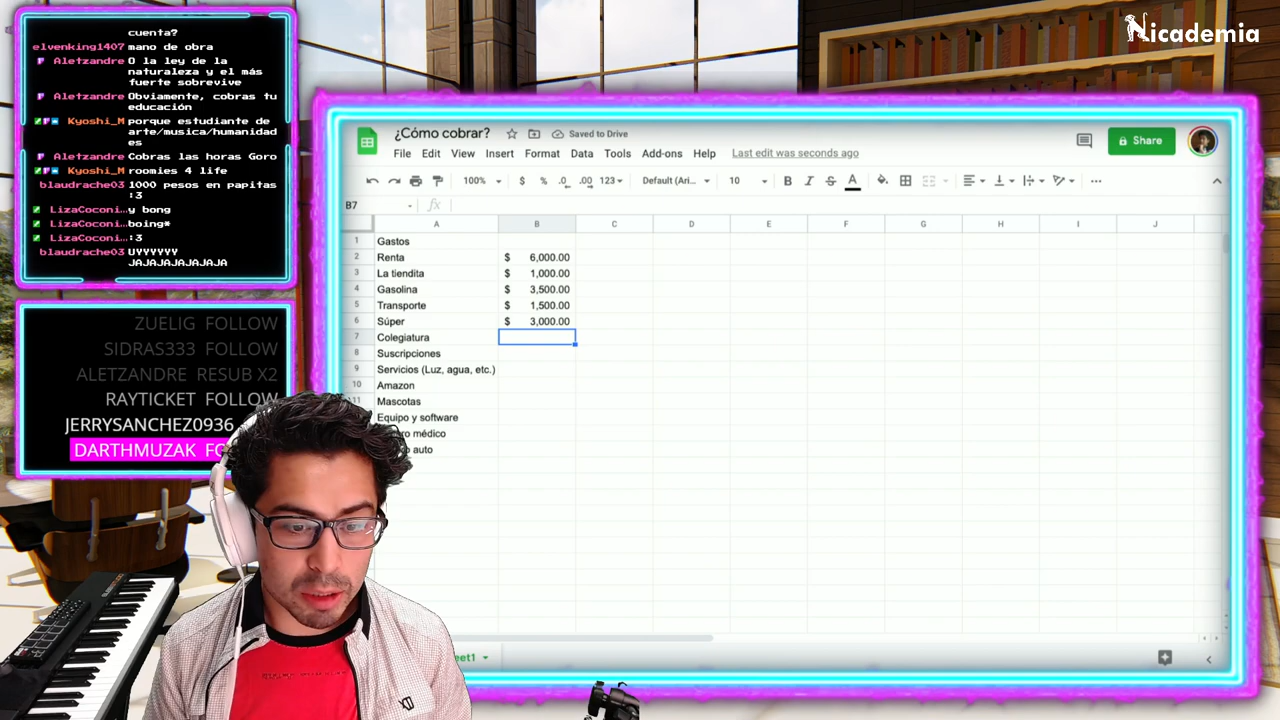 cuenta?
elvenking1407 mano de obra
Aletzandre O la ley de la
naturaleza y el más
fuerte sobrevive
Aletzandre Obviamente, cobras tu
educación
Kyoshi_M porque estudiante de
arte/musica/humanidad
es
Aletzandre Cobras las horas Goro
Kyoshi_M roomies 4 life
blaudrache03 1000 pesos en papitas
:3
LizaCoconi... y bong
LizaCoconi... boing*
LizaCoconi... :3
blaudrache03 UYYYYYY
JAJAJAJAJAJAJA
ZUELIG FOLLOW
SIDRAS333 FOLLOW
ALETZANDRE RESUB X2
RAYTICKET FOLLOW
JERRYSANCHEZ0936
DARTHMUZAK FO
Nicademia
¿Cómo cobrar? Saved to Drive
Share
File Edit View Insert Format Data Tools Add-ons Help Last edit was seconds ago
100% $ % .0 .00 123 Default (Ari... 10 B I S A
B7 fx
A B C D E F G H I J
1 Gastos
2 Renta $ 6,000.00
3 La tiendita $ 1,000.00
4 Gasolina $ 3,500.00
5 Transporte $ 1,500.00
6 Súper $ 3,000.00
7 Colegiatura
8 Suscripciones
9 Servicios (Luz, agua, etc.)
10 Amazon
11 Mascotas
Equipo y software
ro médico
auto
eet1